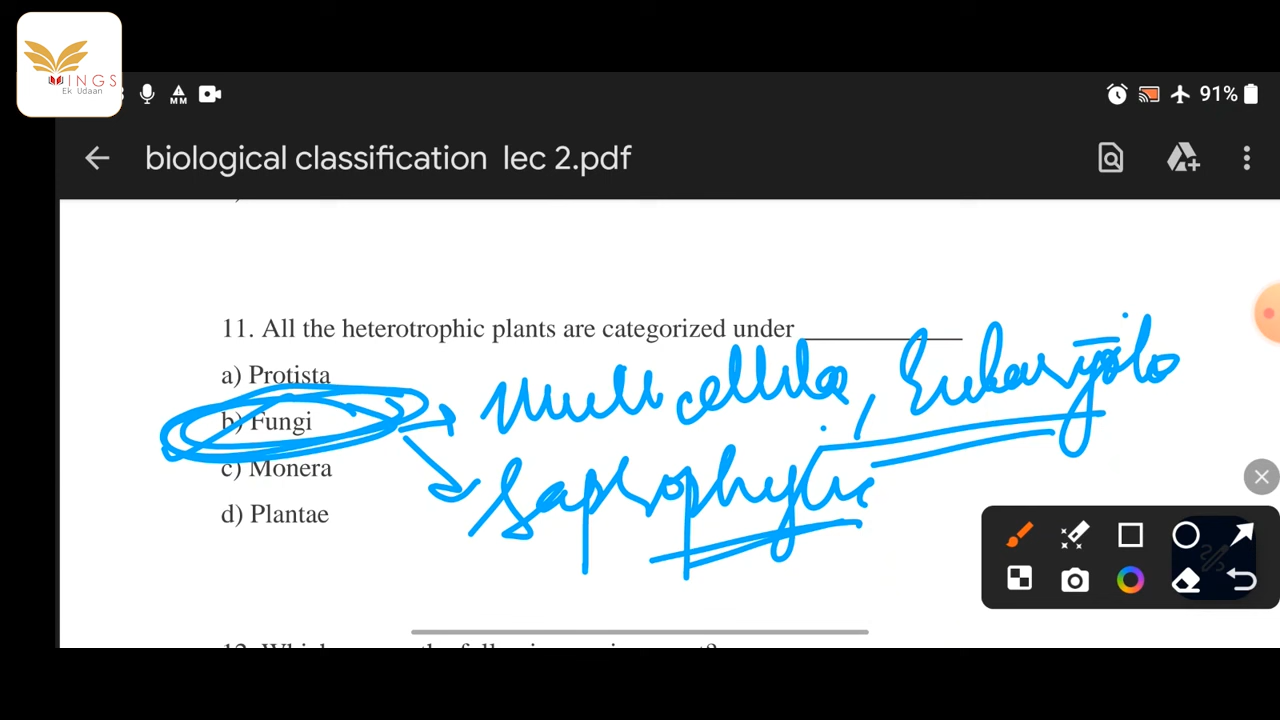 WINGS
Ek Udaan
MM
91%
biological classification lec 2.pdf
11. All the heterotrophic plants are categorized under ____________
a) Protista
b) Fungi
c) Monera
d) Plantae
Multicellular, Eukaryotic
Saprophytic